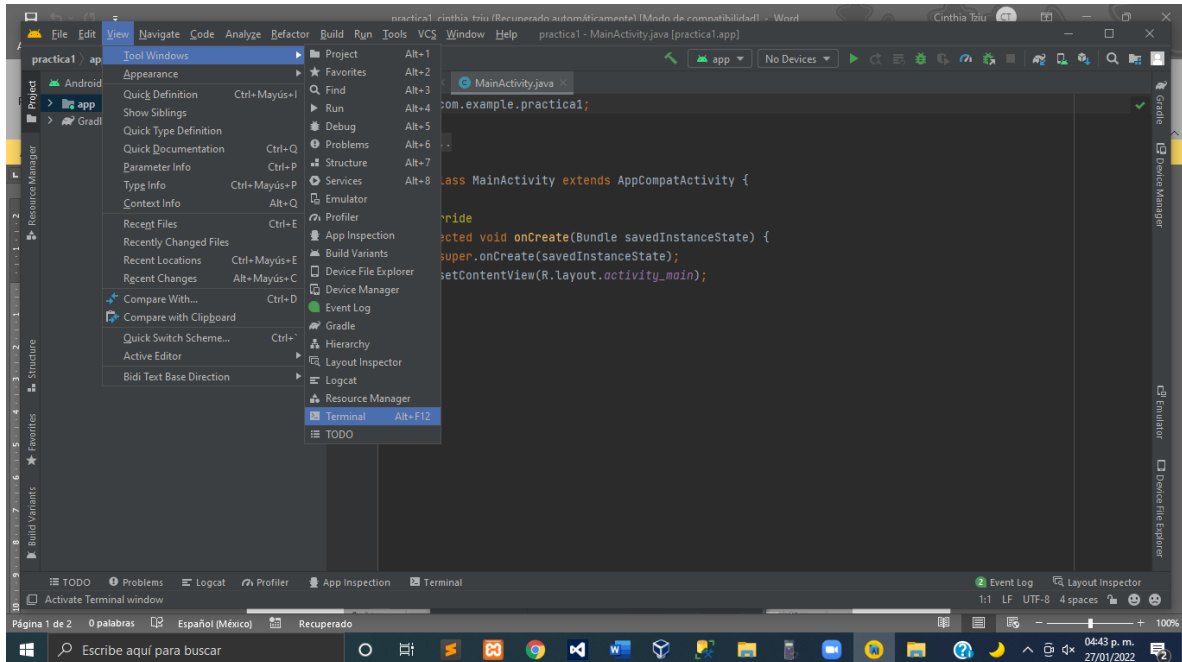 practica1_cinthia_tziu (Recuperado automáticamente) [Modo de compatibilidad] - Word
Cinthia Tziu
CT
File Edit View Navigate Code Analyze Refactor Build Run Tools VCS Window Help practica1 - MainActivity.java [practica1.app]
practica1 ap
app
No Devices
Android
app
Gradl
Tool Windows
Appearance
Quick Definition Ctrl+Mayús+I
Show Siblings
Quick Type Definition
Quick Documentation Ctrl+Q
Parameter Info Ctrl+P
Type Info Ctrl+Mayús+P
Context Info Alt+Q
Recent Files Ctrl+E
Recently Changed Files
Recent Locations Ctrl+Mayús+E
Recent Changes Alt+Mayús+C
Compare With... Ctrl+D
Compare with Clipboard
Quick Switch Scheme... Ctrl+`
Active Editor
Bidi Text Base Direction
Project Alt+1
Favorites Alt+2
Find Alt+3
Run Alt+4
Debug Alt+5
Problems Alt+6
Structure Alt+7
Services Alt+8
Emulator
Profiler
App Inspection
Build Variants
Device File Explorer
Device Manager
Event Log
Gradle
Hierarchy
Layout Inspector
Logcat
Resource Manager
Terminal Alt+F12
TODO
MainActivity.java
com.example.practica1;
..
ass MainActivity extends AppCompatActivity {
rride
ected void onCreate(Bundle savedInstanceState) {
super.onCreate(savedInstanceState);
setContentView(R.layout.activity_main);
Project
Resource Manager
Structure
Favorites
Build Variants
Gradle
Device Manager
Emulator
Device File Explorer
TODO Problems Logcat Profiler App Inspection Terminal
2 Event Log Layout Inspector
Activate Terminal window
1:1 LF UTF-8 4 spaces
Página 1 de 2 0 palabras Español (México) Recuperado
100%
Escribe aquí para buscar
04:43 p. m.
27/01/2022
2